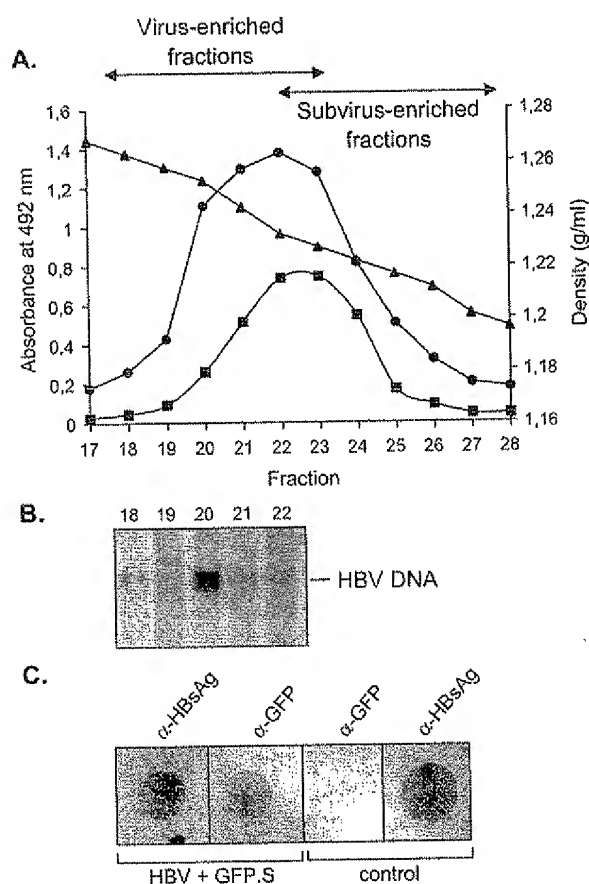 Virus-enriched
fractions
A.
Subvirus-enriched
fractions
1,6
1,4
1,2
1
0,8
0,6
0,4
0,2
0
Absorbance at 492 nm
1,28
1,26
1,24
1,22
1,2
1,18
1,16
Density (g/ml)
17 18 19 20 21 22 23 24 25 26 27 28
Fraction
B.
18 19 20 21 22
HBV DNA
C.
α-HBsAg α-GFP α-GFP α-HBsAg
HBV + GFP.S control